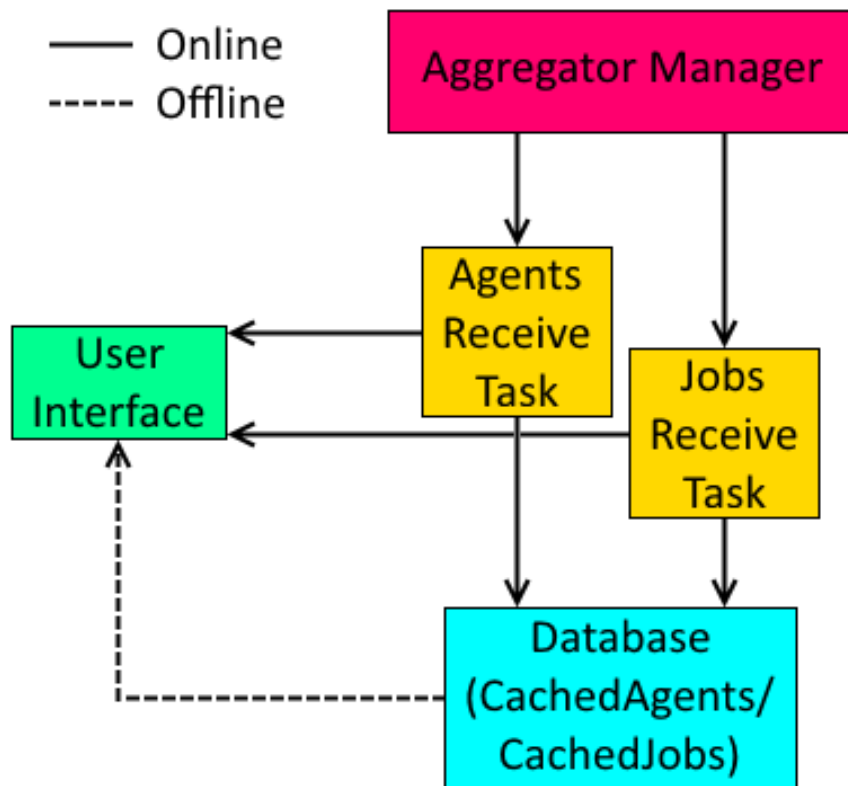 Online
Offline
Aggregator Manager
Agents
Receive
Task
User
Interface
Jobs
Receive
Task
Database
(CachedAgents/
CachedJobs)